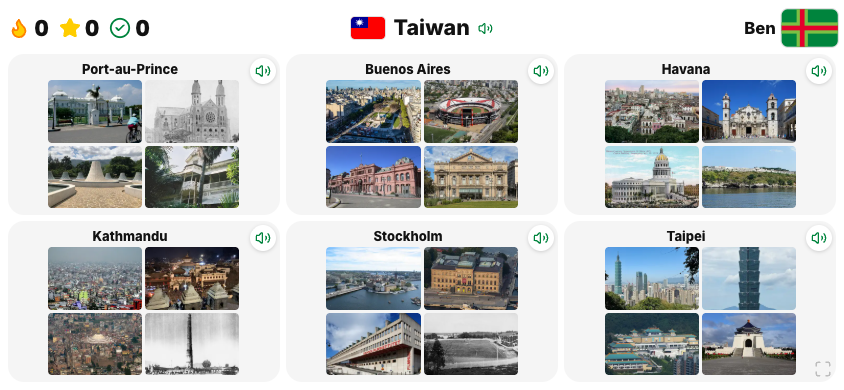 0 0 0 Taiwan Ben
Port-au-Prince Buenos Aires Havana
Kathmandu Stockholm Taipei